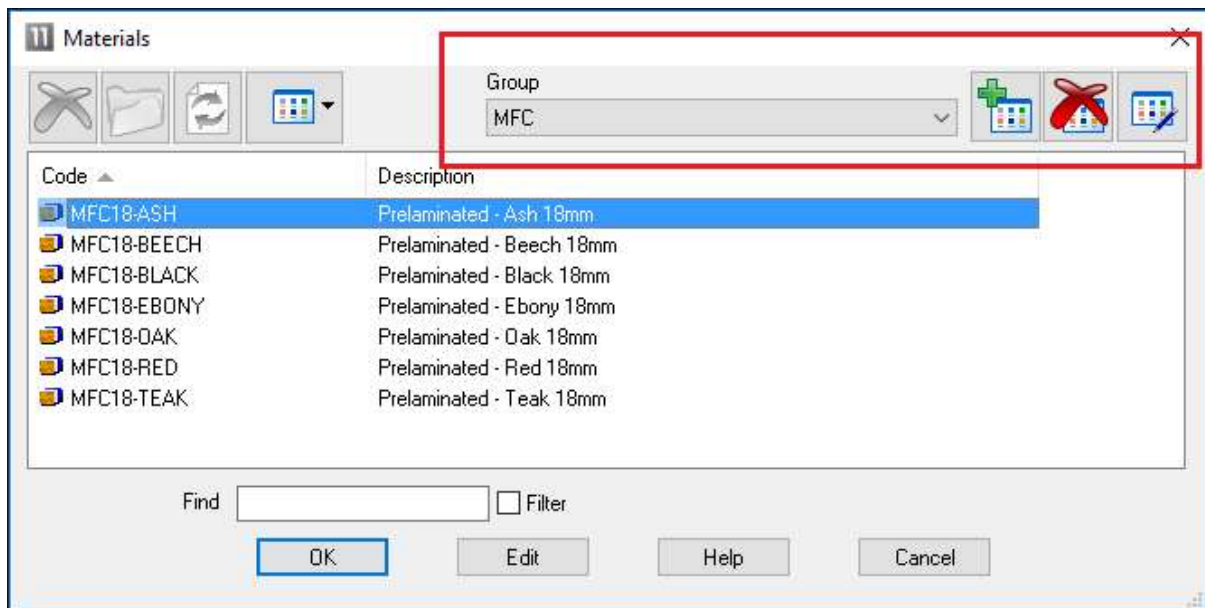 Materials
Group
MFC
Code Description
MFC18-ASH Prelaminated - Ash 18mm
MFC18-BEECH Prelaminated - Beech 18mm
MFC18-BLACK Prelaminated - Black 18mm
MFC18-EBONY Prelaminated - Ebony 18mm
MFC18-OAK Prelaminated - Oak 18mm
MFC18-RED Prelaminated - Red 18mm
MFC18-TEAK Prelaminated - Teak 18mm
Find Filter
OK Edit Help Cancel